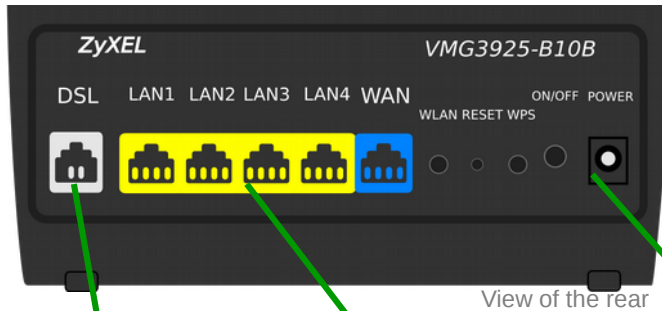 ZyXEL VMG3925-B10B
DSL LAN1 LAN2 LAN3 LAN4 WAN
ON/OFF POWER
WLAN RESET WPS
View of the rear